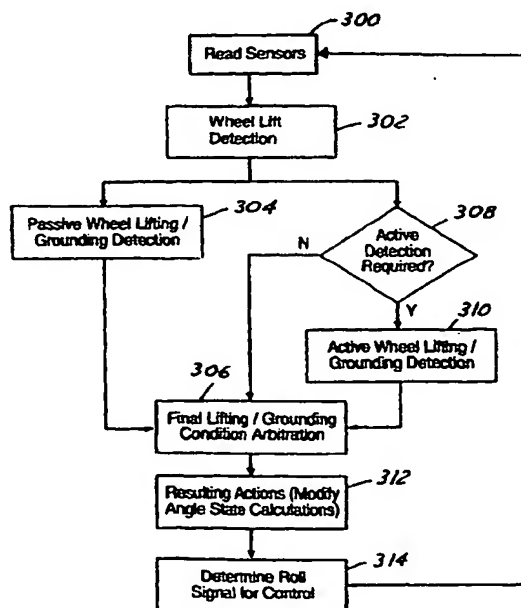 300
Read Sensors
Wheel Lift
Detection
302
Passive Wheel Lifting /
Grounding Detection
304
308
N
Active
Detection
Required?
Y
310
Active Wheel Lifting /
Grounding Detection
306
Final Lifting / Grounding
Condition Arbitration
312
Resulting Actions (Modify
Angle State Calculations)
314
Determine Roll
Signal for Control